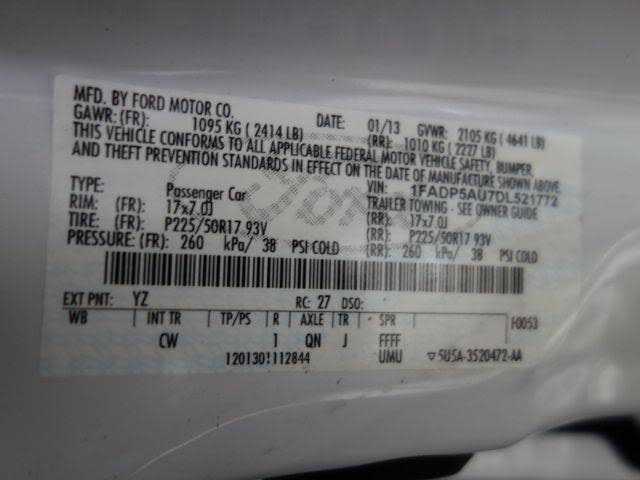 MFD. BY FORD MOTOR CO.
DATE: 01/13 GVWR: 2105 KG ( 4641 LB)
GAWR: (FR): 1095 KG ( 2414 LB) (RR): 1010 KG ( 2227 LB)
THIS VEHICLE CONFORMS TO ALL APPLICABLE FEDERAL MOTOR VEHICLE SAFETY, BUMPER,
AND THEFT PREVENTION STANDARDS IN EFFECT ON THE DATE OF MANUFACTURE SHOWN ABOVE.
VIN: 1FADP5AU7DL521772
TYPE: Passenger Car TRAILER TOWING - SEE OWNER GUIDE
RIM: (FR): 17x7.0J (RR): 17x7.0J
TIRE: (FR): P225/50R17 93V (RR): P225/50R17 93V
PRESSURE: (FR): 260 kPa/ 38 PSI COLD (RR): 260 kPa/ 38 PSI COLD
EXT PNT: YZ RC: 27 DSO:
WB INT TR TP/PS R AXLE TR SPR F0053
CW 1 QN J FFFF
1201301112844 UMU ▽5U5A-3520472-AA